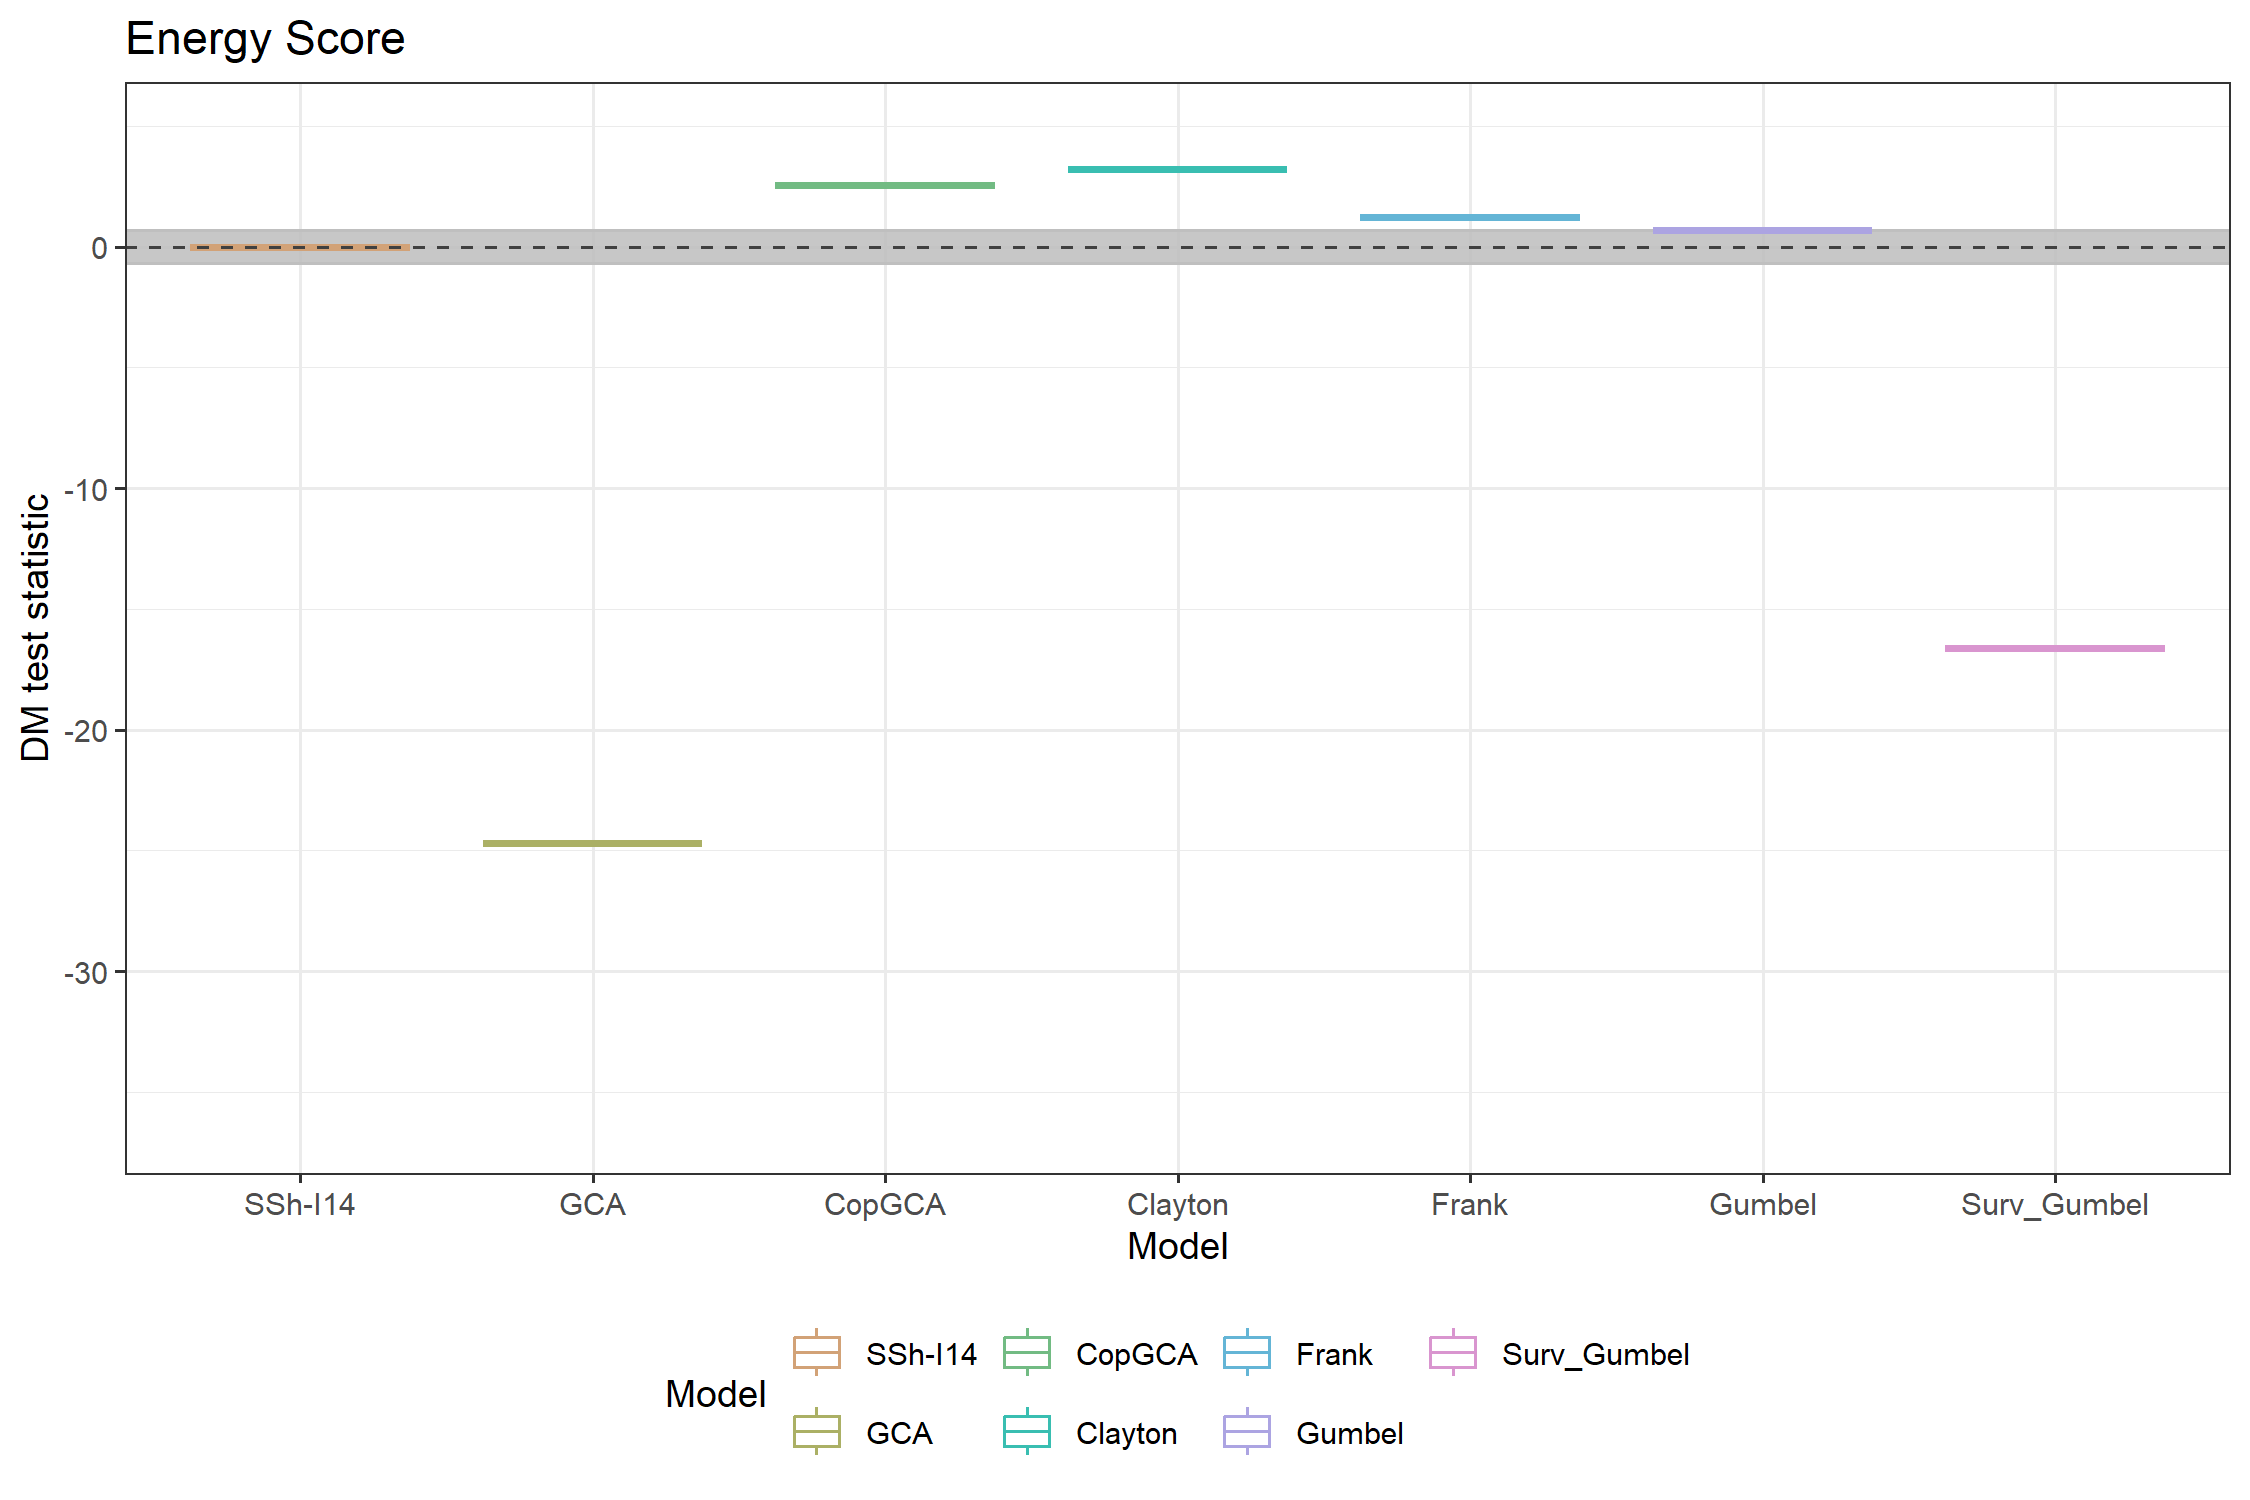 Energy Score
DM test statistic
0
-10
-20
-30
SSh-I14 GCA CopGCA Clayton Frank Gumbel Surv_Gumbel
Model
Model
SSh-I14 CopGCA Frank Surv_Gumbel
GCA Clayton Gumbel